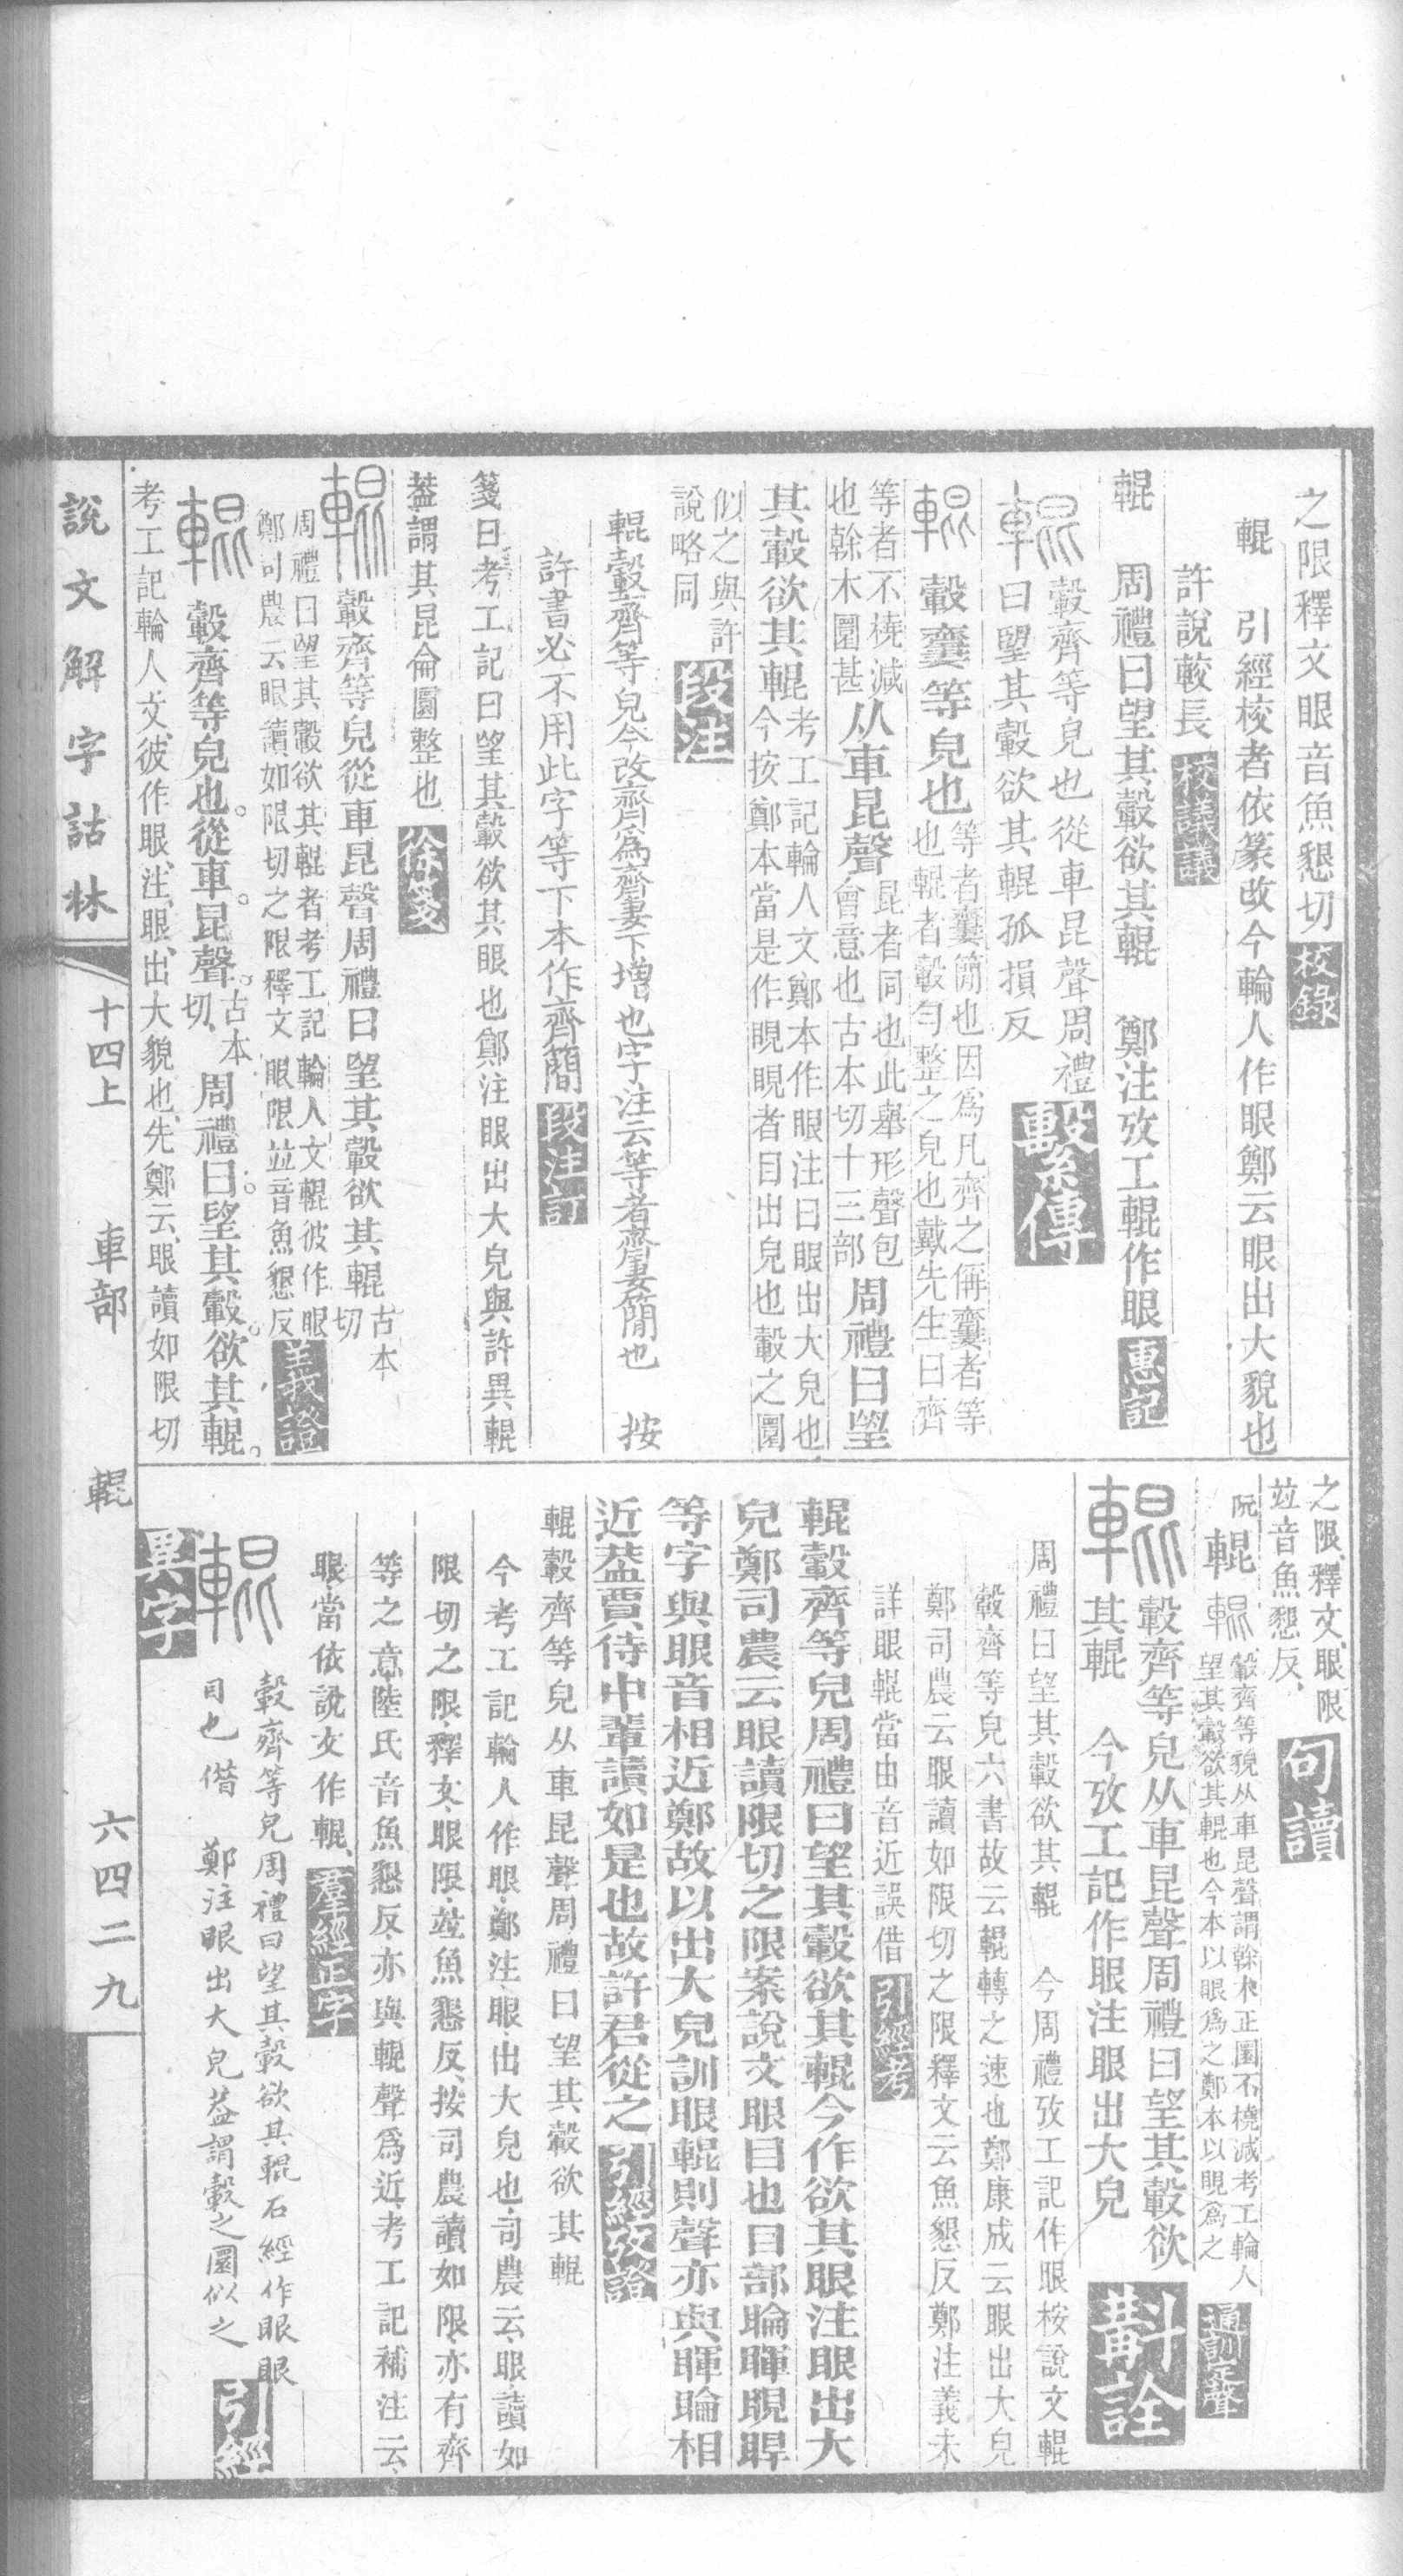 之限釋文眼音魚懇切 校錄
輥 引經校者依篆改今輪人作眼鄭云眼出大貌也
許說較長 校議議
輥 周禮曰望其轂欲其輥 鄭注攷工輥作眼 惠記
輥 轂齊等皃也從車昆聲周禮
曰望其轂欲其輥孤損反 繫傳
輥 轂齌等皃也
等者齌簡也因爲凡齊之偁齌者等
也輥者轂勻整之皃也戴先生曰齊
等者不橈減
也榦木圜甚
从車昆聲
昆者同也此舉形聲包
會意也古本切十三部
周禮曰望
其轂欲其輥
考工記輪人文鄭本作眼注曰眼出大皃也
今按鄭本當是作睍睍者目出皃也轂之圜
似之與許
說略同
段注
輥轂齊等皃今改齊爲齌下增也字注云等者齌簡也 按
許書必不用此字等下本作齊簡 段注訂
箋曰考工記曰望其轂欲其眼也鄭注眼出大皃與許異輥
葢謂其昆侖圜整也 徐箋
輥 轂齊等皃從車昆聲周禮曰望其轂欲其輥
古本
切
周禮曰望其轂欲其輥者考工記輪人文輥彼作眼
鄭司農云眼讀如限切之限釋文眼限竝音魚懇反
義證
輥 轂齊等皃也從車昆聲
古本
切
周禮曰望其轂欲其輥
考工記輪人文彼作眼注眼出大貌也先鄭云眼讀如限切
之限釋文眼限
竝音魚懇反
句讀
阮 輥 輥
轂齊等貌从車昆聲謂榦木正圜不橈減考工輪人
望其轂欲其輥也今本以眼爲之鄭本以睍爲之
通訓定聲
輥 轂齊等皃从車昆聲周禮曰望其轂欲
其輥 今攷工記作眼注眼出大皃 斠詮
周禮曰望其轂欲其輥 今周禮攷工記作眼桉說文輥
轂齊等皃六書故云輥轉之速也鄭康成云眼出大皃
鄭司農云眼讀如限切之限釋文云魚懇反鄭注義未
詳眼輥當由音近誤借 引經考
輥轂齊等皃周禮曰望其轂欲其輥今作欲其眼注眼出大
皃鄭司農云眼讀限切之限案說文眼目也目部睔暉睍睅
等字與眼音相近鄭故以出大皃訓眼輥則聲亦與睴睔相
近葢賈侍中輩讀如是也故許君從之 引經攷證
輥轂齊等皃从車昆聲周禮曰望其轂欲其輥
今考工記輪人作眼鄭注眼出大皃也司農云眼讀如
限切之限釋文眼限竝魚懇反按司農讀如限亦有齊
等之意陸氏音魚懇反亦與輥聲爲近考工記補注云
眼當依說文作輥 羣經正字
輥 轂齊等皃周禮曰望其轂欲其輥石經作眼眼
目也僭 鄭注眼出大皃葢謂轂之圜似之 引經
異字
說文解字詁林 十四上 車部 輥 六四二九